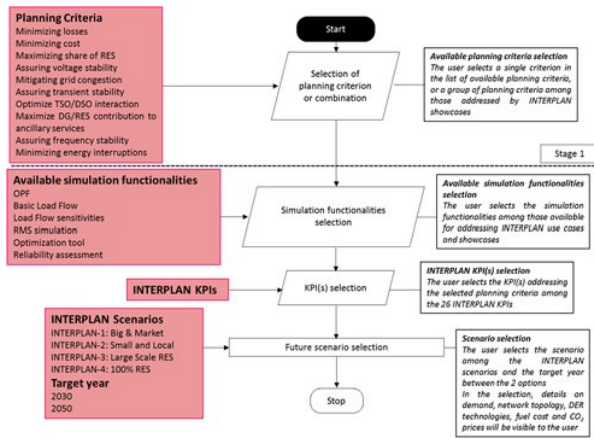 Planning Criteria
Minimizing losses
Minimizing cost
Maximizing share of RES
Assuring voltage stability
Mitigating grid congestion
Assuring transient stability
Optimize TSO/DSO interaction
Maximize DG/RES contribution to
ancillary services
Assuring frequency stability
Minimizing energy interruptions
Start
Selection of
planning criterion
or combination
Available planning criteria selection
The user selects a single criterion in
the list of available planning criteria,
or a group of planning criteria among
those addressed by INTERPLAN
showcases
Stage 1
Available simulation functionalities
OPF
Basic Load Flow
Load Flow sensitivities
RMS simulation
Optimization tool
Reliability assessment
Simulation functionalities
selection
Available simulation functionalities
selection
The user selects the simulation
functionalities among those available
for addressing INTERPLAN use cases
and showcases
INTERPLAN KPIs
KPI(s) selection
INTERPLAN KPI(s) selection
The user selects the KPI(s) addressing
the selected planning criteria among
the 26 INTERPLAN KPIs
INTERPLAN Scenarios
INTERPLAN-1: Big & Market
INTERPLAN-2: Small and Local
INTERPLAN-3: Large Scale RES
INTERPLAN-4: 100% RES
Target year
2030
2050
Future scenario selection
Scenario selection
The user selects the scenario
among the INTERPLAN
scenarios and the target year
between the 2 options
In the selection, details on
demand, network topology, DER
technologies, fuel cost and CO₂
prices will be visible to the user
Stop